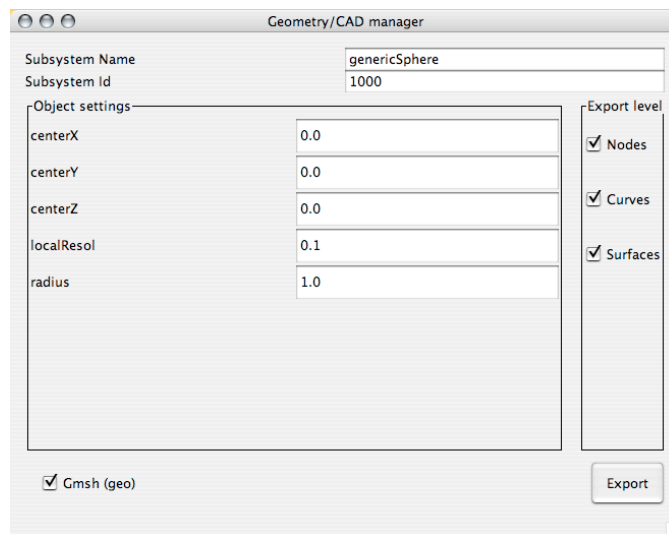 Geometry/CAD manager
Subsystem Name genericSphere
Subsystem Id 1000
Object settings Export level
centerX 0.0
Nodes
centerY 0.0
Curves
centerZ 0.0
localResol 0.1
Surfaces
radius 1.0
Gmsh (geo) Export